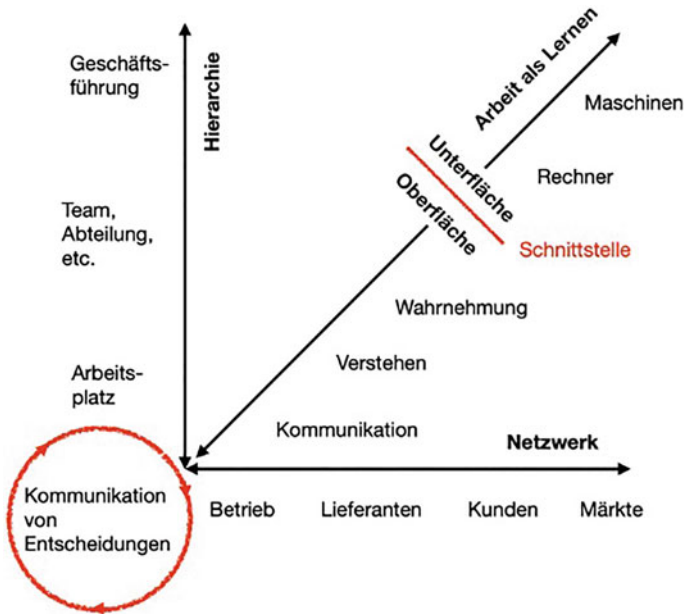 Geschäfts-
führung
Hierarchie
Arbeit als Lernen
Maschinen
Unterfläche
Rechner
Oberfläche
Schnittstelle
Team,
Abteilung,
etc.
Wahrnehmung
Verstehen
Arbeits-
platz
Kommunikation
Netzwerk
Kommunikation
von
Entscheidungen
Betrieb
Lieferanten
Kunden
Märkte